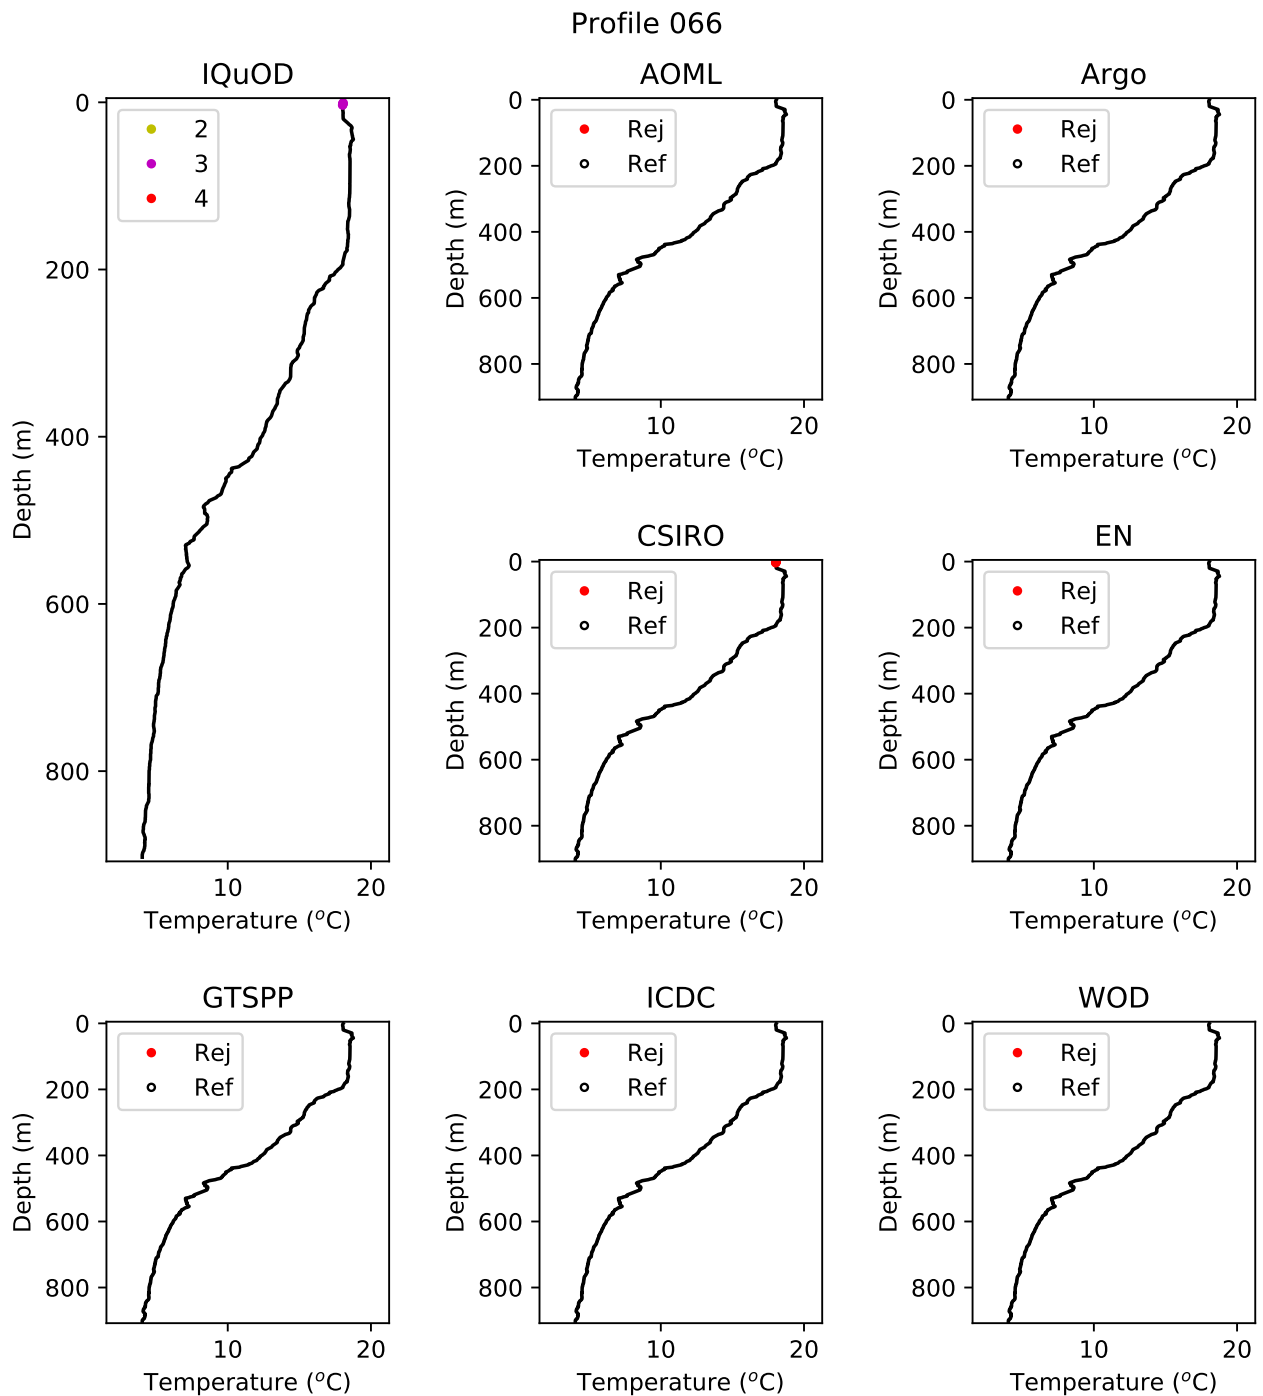 Profile 066
IQuOD
0
200
400
600
800
10 20
Depth (m)
Temperature (°C)
2
3
4
AOML
0
200
400
600
800
10 20
Depth (m)
Temperature (°C)
Rej
Ref
Argo
0
200
400
600
800
10 20
Depth (m)
Temperature (°C)
Rej
Ref
CSIRO
0
200
400
600
800
10 20
Depth (m)
Temperature (°C)
Rej
Ref
EN
0
200
400
600
800
10 20
Depth (m)
Temperature (°C)
Rej
Ref
GTSPP
0
200
400
600
800
10 20
Depth (m)
Temperature (°C)
Rej
Ref
ICDC
0
200
400
600
800
10 20
Depth (m)
Temperature (°C)
Rej
Ref
WOD
0
200
400
600
800
10 20
Depth (m)
Temperature (°C)
Rej
Ref